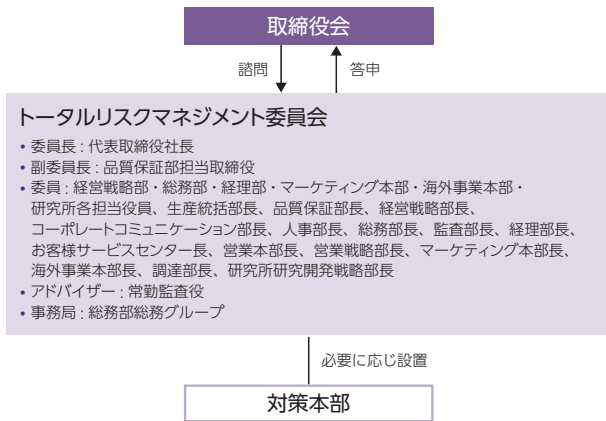 取締役会
諮問
答申
トータルリスクマネジメント委員会
• 委員長 : 代表取締役社長
• 副委員長 : 品質保証部担当取締役
• 委員 : 経営戦略部・総務部・経理部・マーケティング本部・海外事業本部・
研究所各担当役員、生産統括部長、品質保証部長、経営戦略部長、
コーポレートコミュニケーション部長、人事部長、総務部長、監査部長、経理部長、
お客様サービスセンター長、営業本部長、営業戦略部長、マーケティング本部長、
海外事業本部長、調達部長、研究所研究開発戦略部長
• アドバイザー : 常勤監査役
• 事務局 : 総務部総務グループ
必要に応じ設置
対策本部